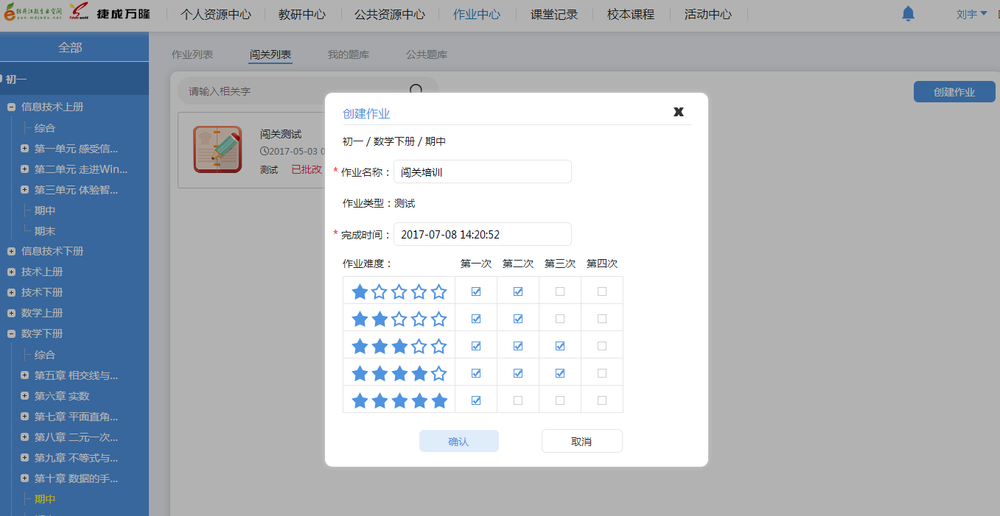 牡丹江教育云空间
捷成万隆
个人资源中心 教研中心 公共资源中心 作业中心 课堂记录 校本课程 活动中心
刘宇
全部
作业列表 闯关列表 我的题库 公共题库
初一
请输入相关字
创建作业
信息技术上册
综合
第一单元 感受信...
第二单元 走进Win...
第三单元 体验智...
期中
期末
信息技术下册
技术上册
技术下册
数学上册
数学下册
综合
第五章 相交线与...
第六章 实数
第七章 平面直角...
第八章 二元一次...
第九章 不等式与...
第十章 数据的手...
期中
闯关测试
2017-05-03 0
测试 已批改
创建作业
X
初一 / 数学下册 / 期中
* 作业名称： 闯关培训
作业类型：测试
* 完成时间： 2017-07-08 14:20:52
作业难度： 第一次 第二次 第三次 第四次
确认 取消